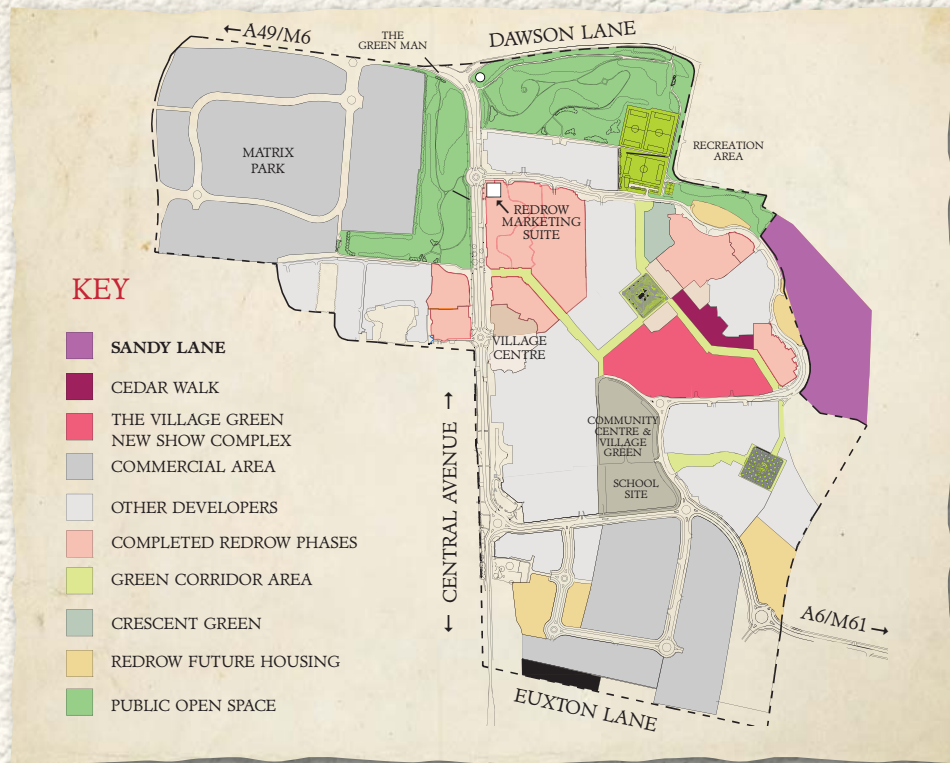 A49/M6
THE
GREEN MAN
DAWSON LANE
MATRIX
PARK
RECREATION
AREA
REDROW
MARKETING
SUITE
VILLAGE
CENTRE
COMMUNITY
CENTRE &
VILLAGE
GREEN
SCHOOL
SITE
CENTRAL AVENUE
A6/M61
EUXTON LANE
KEY
SANDY LANE
CEDAR WALK
THE VILLAGE GREEN
NEW SHOW COMPLEX
COMMERCIAL AREA
OTHER DEVELOPERS
COMPLETED REDROW PHASES
GREEN CORRIDOR AREA
CRESCENT GREEN
REDROW FUTURE HOUSING
PUBLIC OPEN SPACE